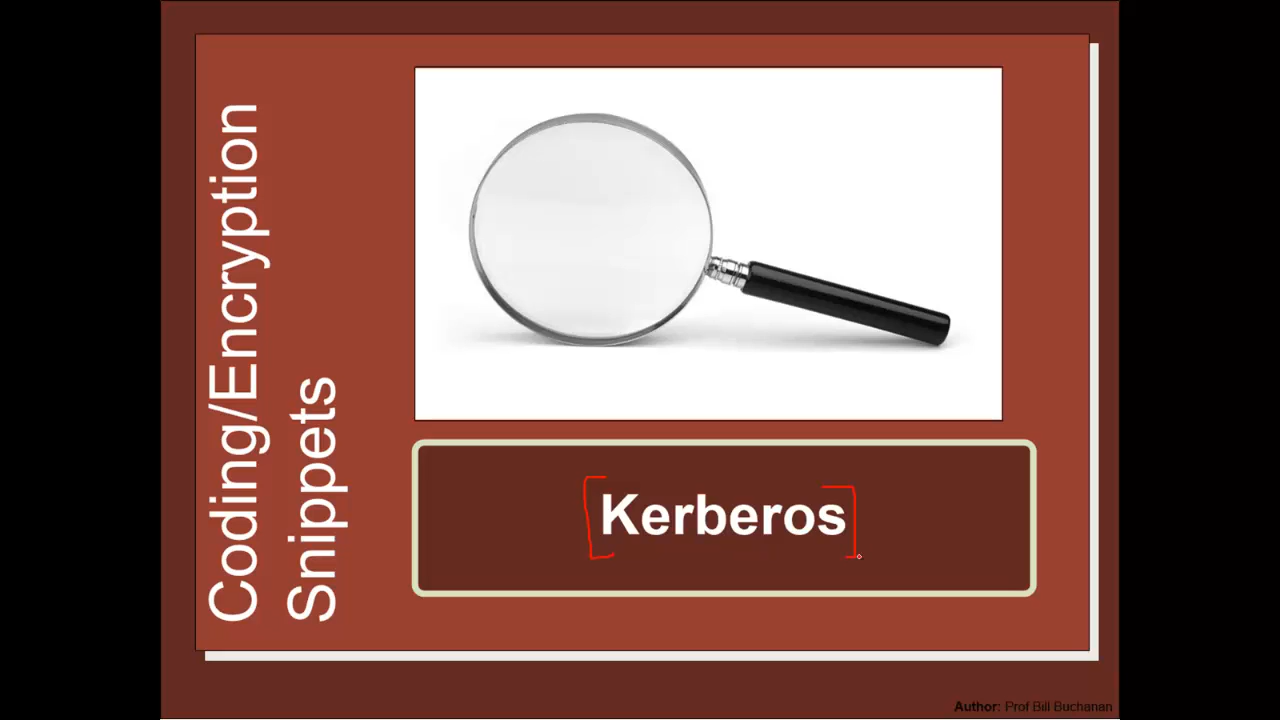 Coding/Encryption
Snippets
Kerberos
Author: Prof Bill Buchanan